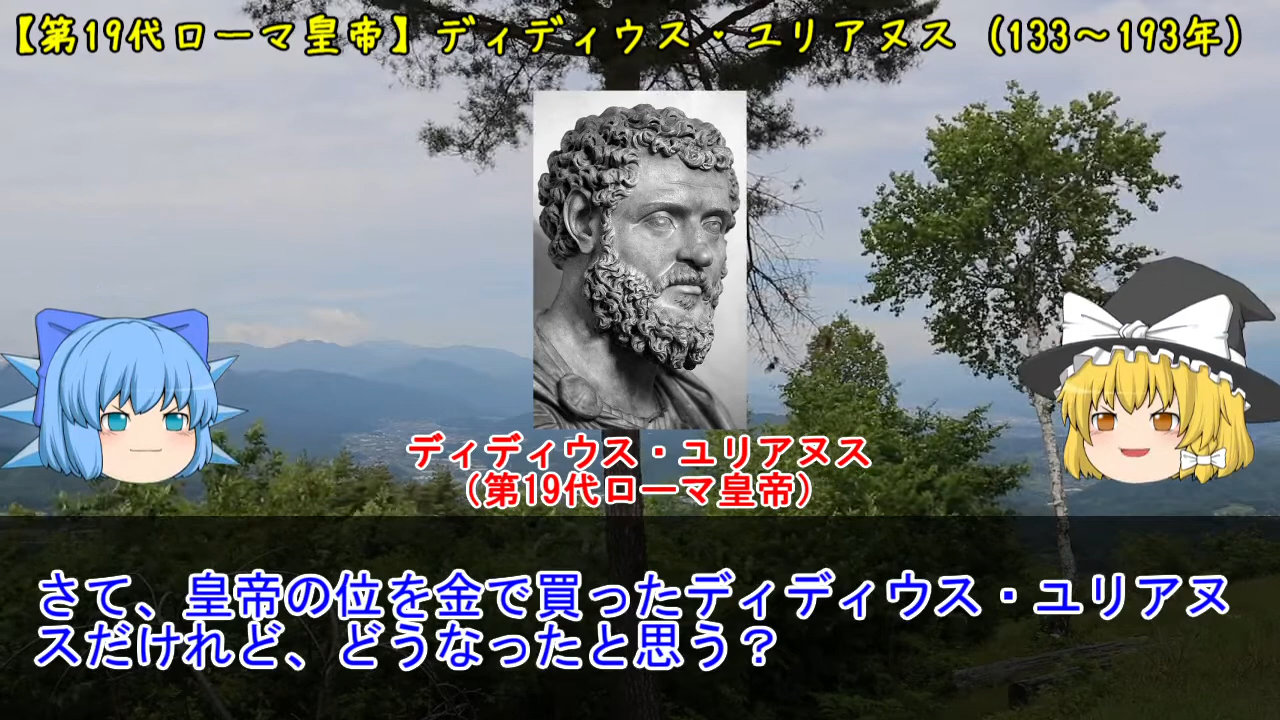 【第19代ローマ皇帝】ディディウス・ユリアヌス（133～193年）
ディディウス・ユリアヌス
（第19代ローマ皇帝）
さて、皇帝の位を金で買ったディディウス・ユリアヌ
スだけれど、どうなったと思う？